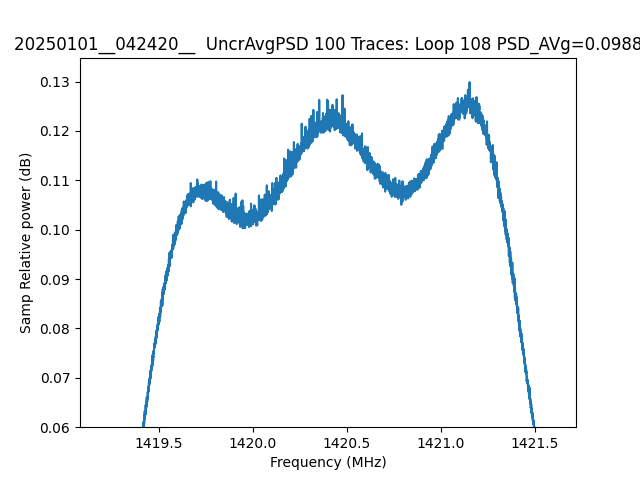 20250101__042420__  UncrAvgPSD 100 Traces: Loop 108 PSD_AVg=0.0988
0.13
0.12
0.11
0.10
0.09
0.08
0.07
0.06
Samp Relative power (dB)
1419.5 1420.0 1420.5 1421.0 1421.5
Frequency (MHz)